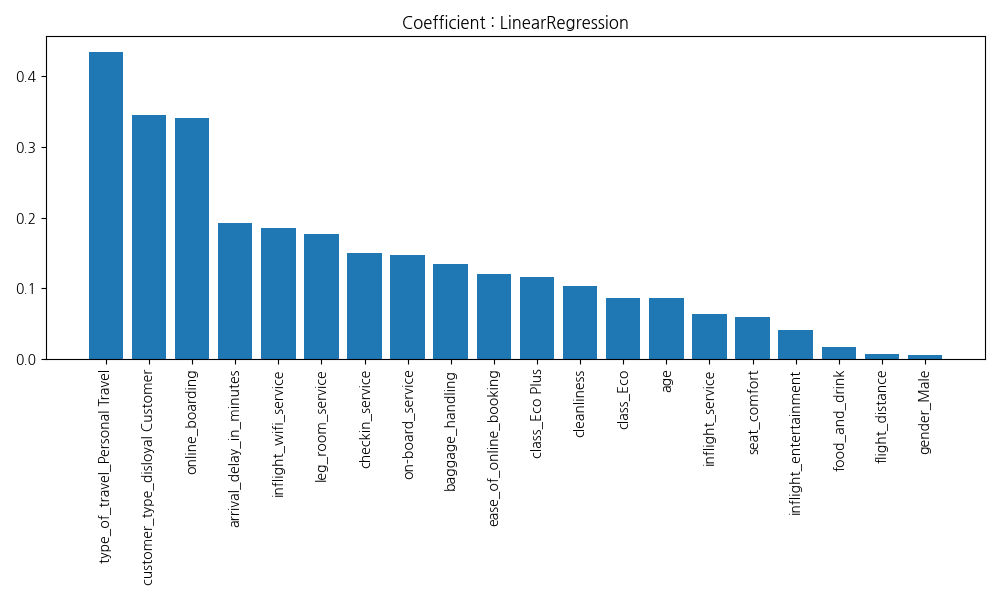 Coefficient : LinearRegression
0.4
0.3
0.2
0.1
0.0
type_of_travel_Personal Travel
customer_type_disloyal Customer
online_boarding
arrival_delay_in_minutes
inflight_wifi_service
leg_room_service
checkin_service
on-board_service
baggage_handling
ease_of_online_booking
class_Eco Plus
cleanliness
class_Eco
age
inflight_service
seat_comfort
inflight_entertainment
food_and_drink
flight_distance
gender_Male